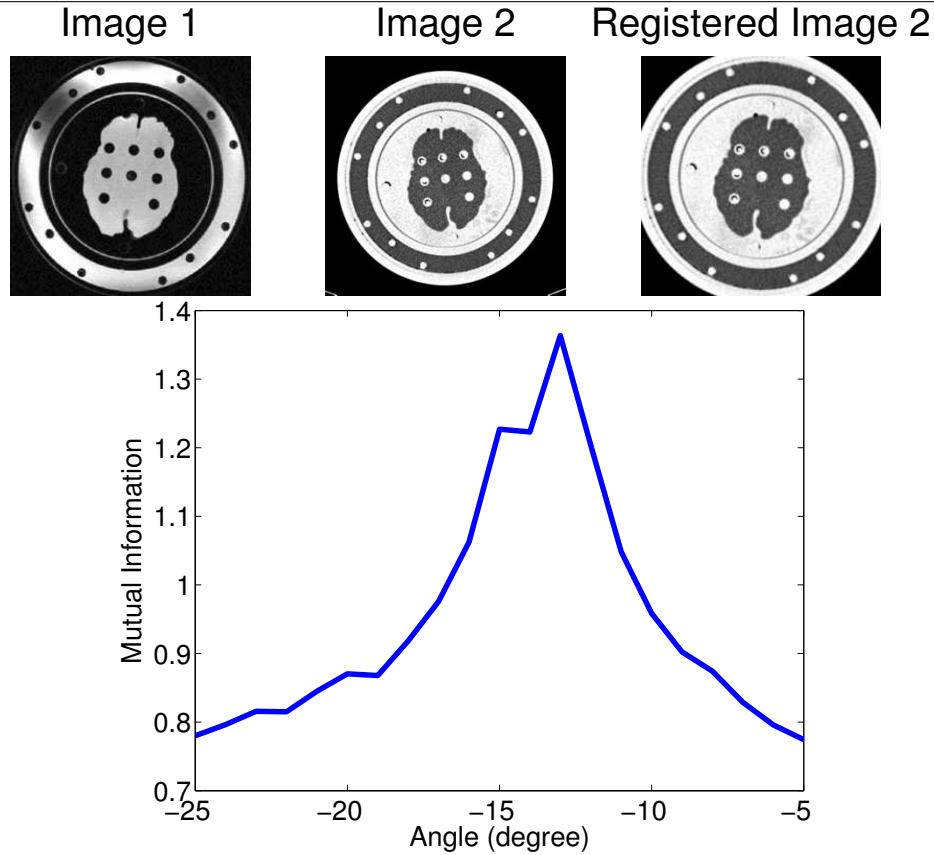 Image 1
Image 2
Registered Image 2
1.4
1.3
1.2
1.1
1
0.9
0.8
0.7
Mutual Information
−25
−20
−15
−10
−5
Angle (degree)